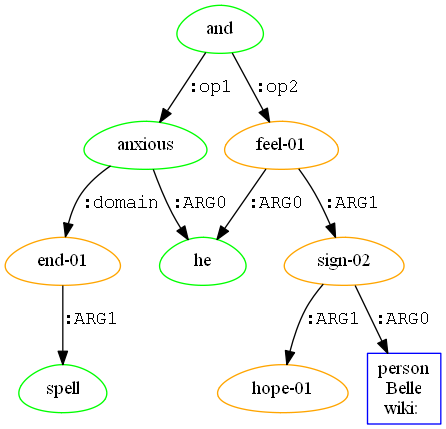 and
:op1 :op2
anxious feel-01
:domain :ARG0 :ARG0 :ARG1
end-01 he sign-02
:ARG1 :ARG1 :ARG0
spell hope-01 person
Belle
wiki: